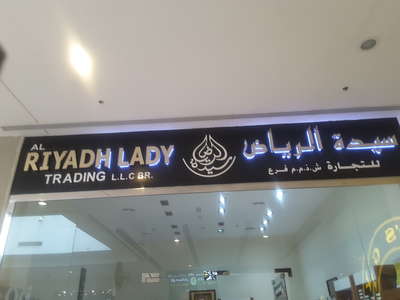 AL
RIYADH LADY
TRADING L.L.C BR.
سيدة الرياض
للتجارة ش.ذ.م.م فرع